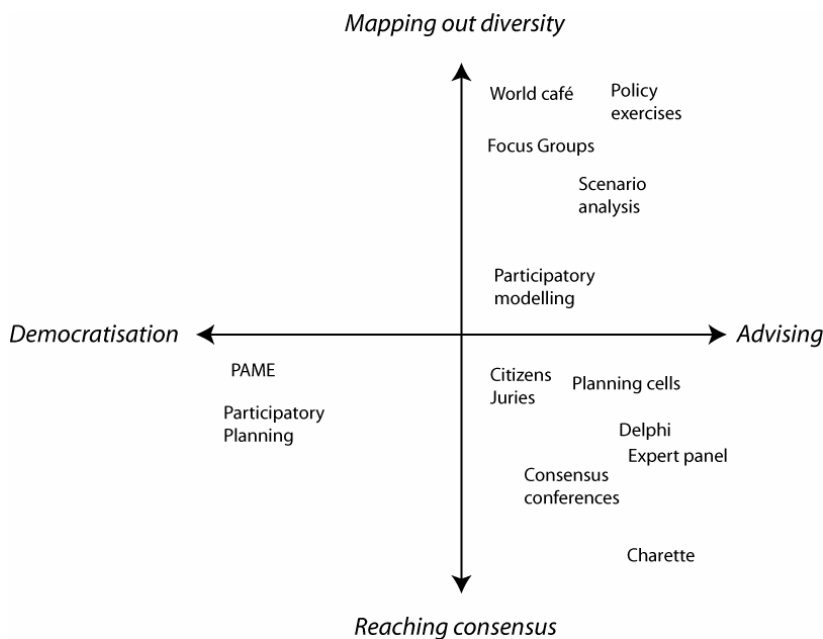 Mapping out diversity
World café
Policy
exercises
Focus Groups
Scenario
analysis
Participatory
modelling
Democratisation
Advising
PAME
Participatory
Planning
Citizens
Juries
Planning cells
Delphi
Expert panel
Consensus
conferences
Charette
Reaching consensus